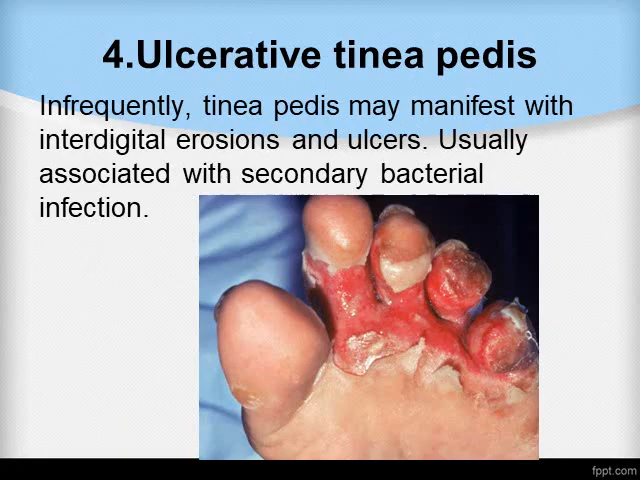 4.Ulcerative tinea pedis
Infrequently, tinea pedis may manifest with
interdigital erosions and ulcers. Usually
associated with secondary bacterial
infection.
fppt.com